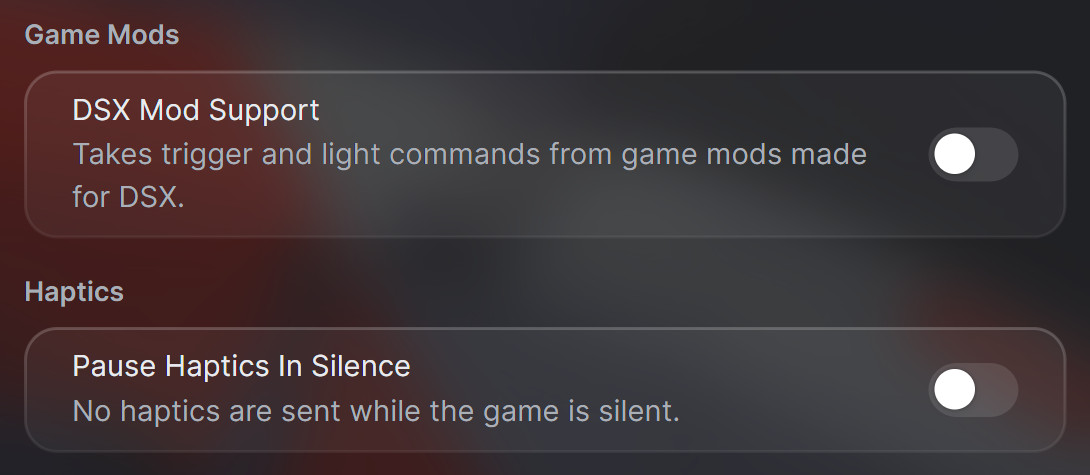 Game Mods
DSX Mod Support
Takes trigger and light commands from game mods made
for DSX.
Haptics
Pause Haptics In Silence
No haptics are sent while the game is silent.